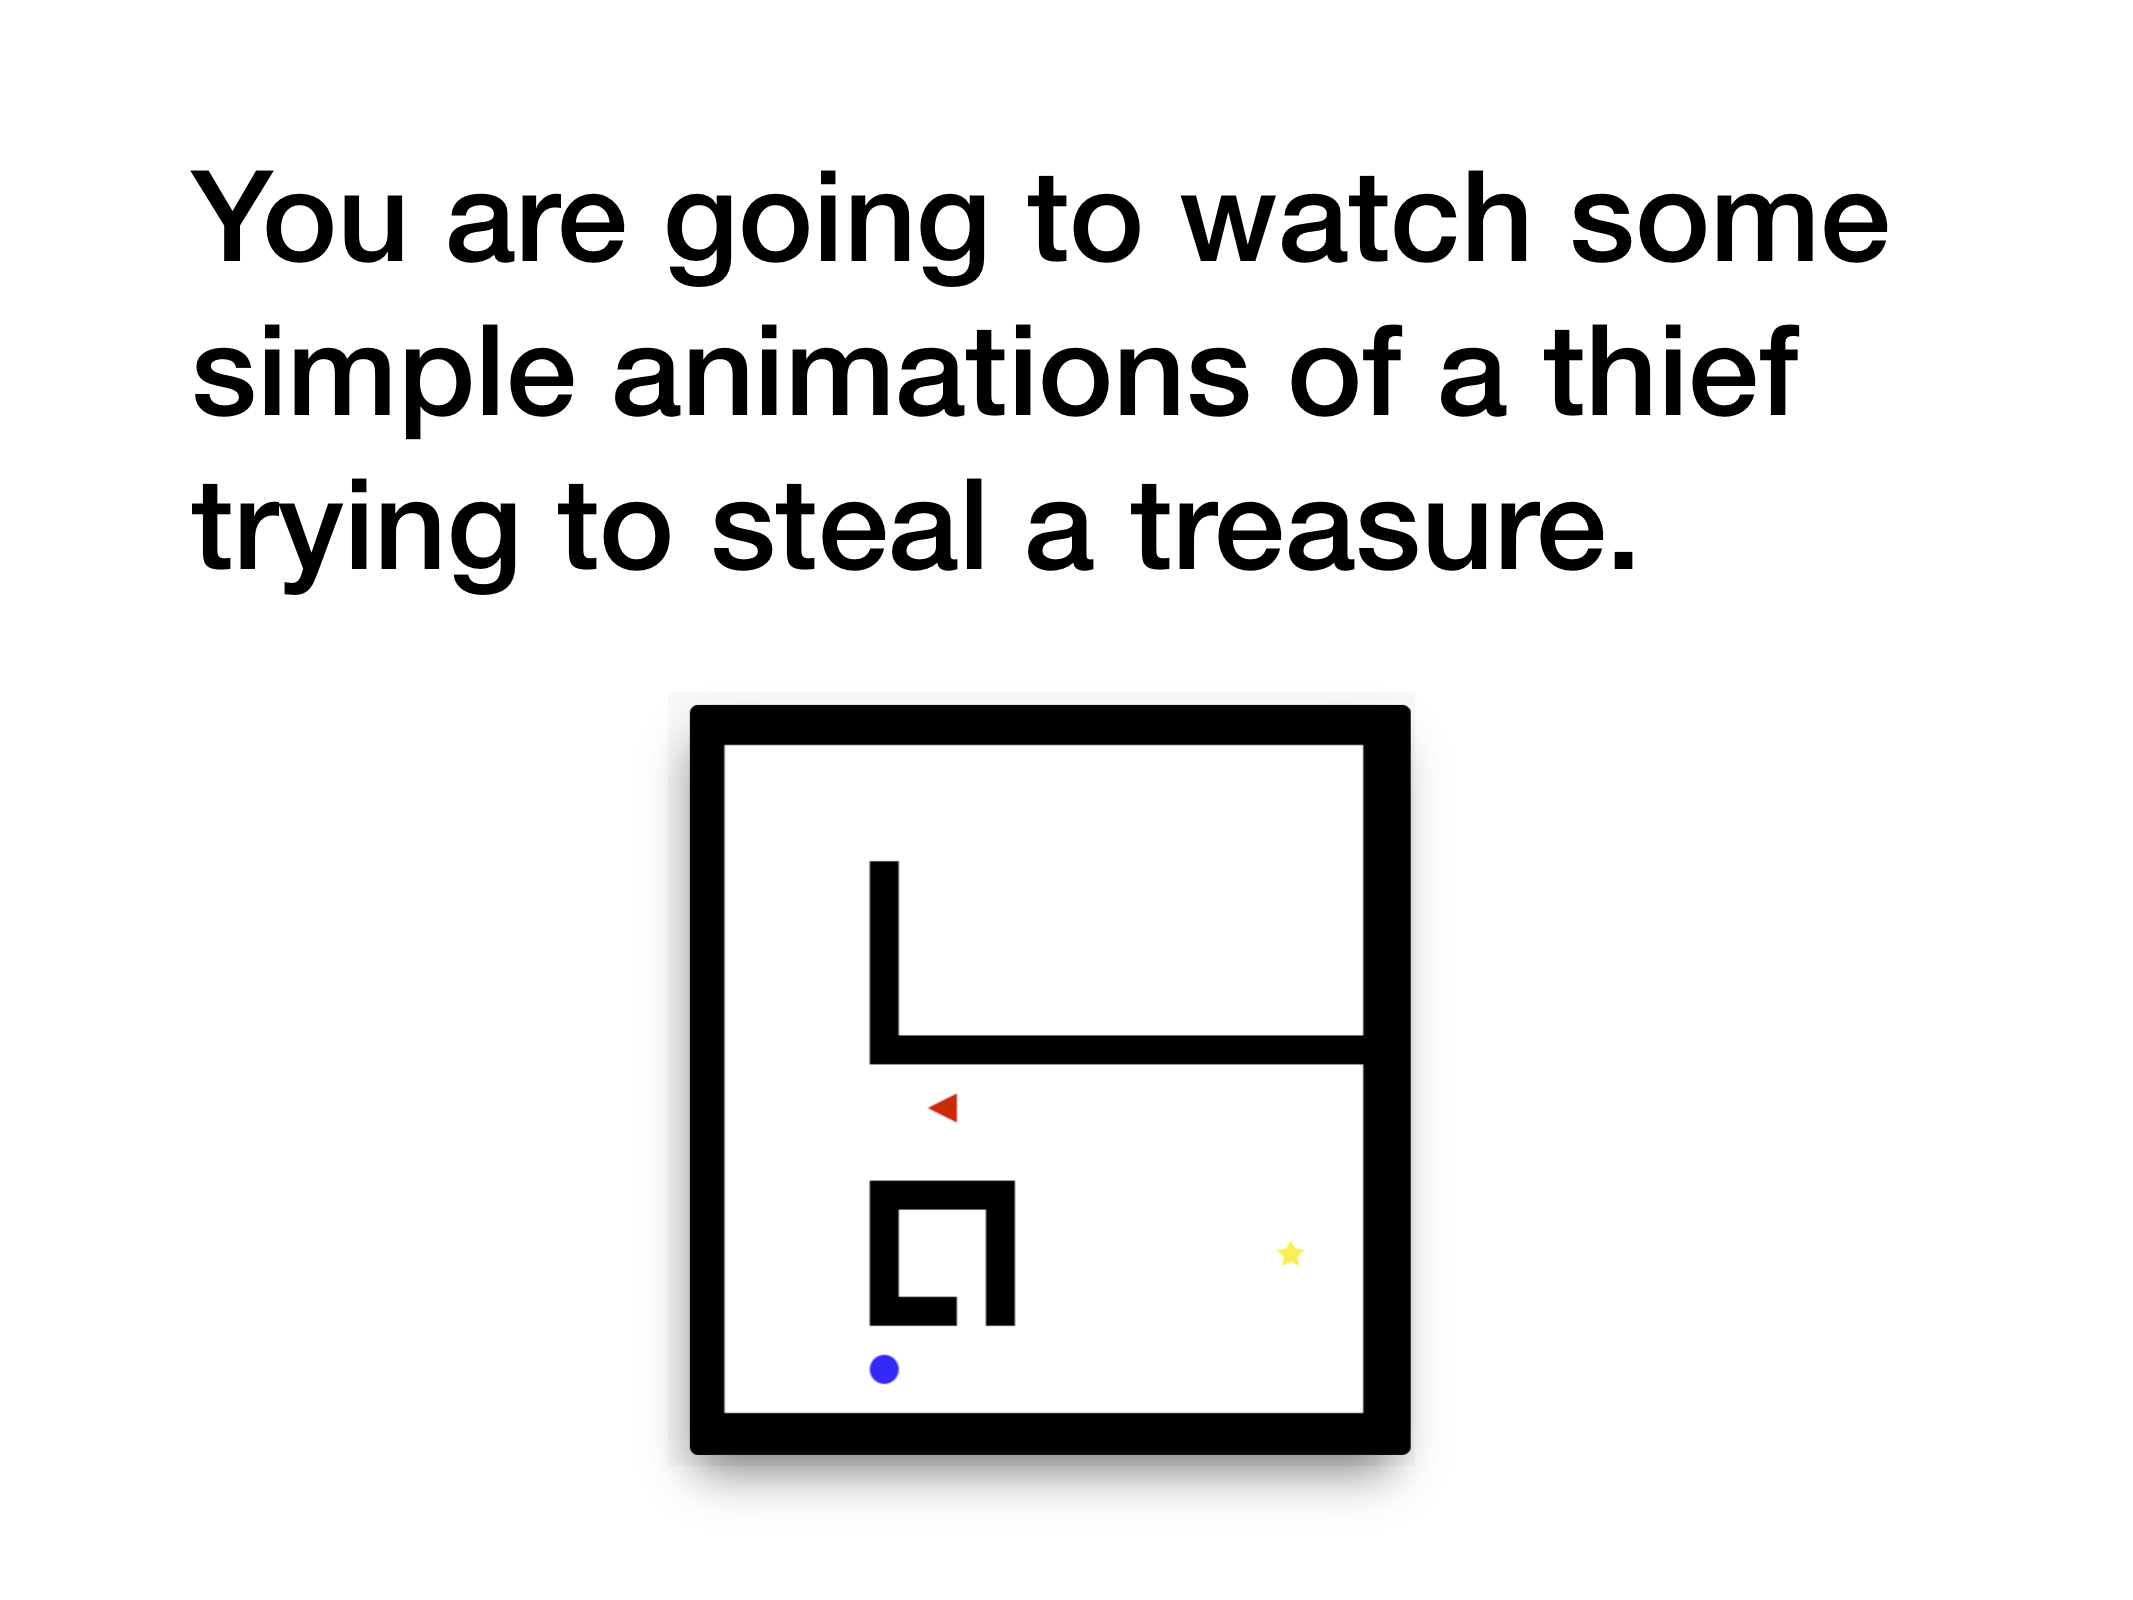 You are going to watch some
simple animations of a thief
trying to steal a treasure.